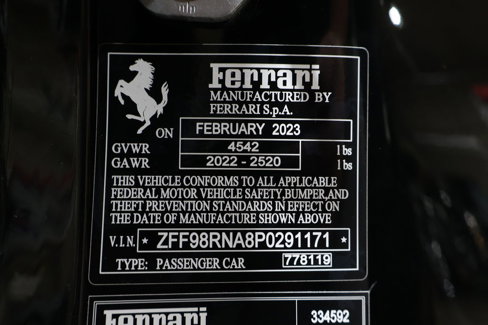 Ferrari
MANUFACTURED BY
FERRARI S.p.A.
ON FEBRUARY 2023
GVWR 4542 lbs
GAWR 2022 - 2520 lbs
THIS VEHICLE CONFORMS TO ALL APPLICABLE
FEDERAL MOTOR VEHICLE SAFETY, BUMPER, AND
THEFT PREVENTION STANDARDS IN EFFECT ON
THE DATE OF MANUFACTURE SHOWN ABOVE
V.I.N. * ZFF98RNA8P0291171 *
TYPE: PASSENGER CAR 778119
Ferrari 334592